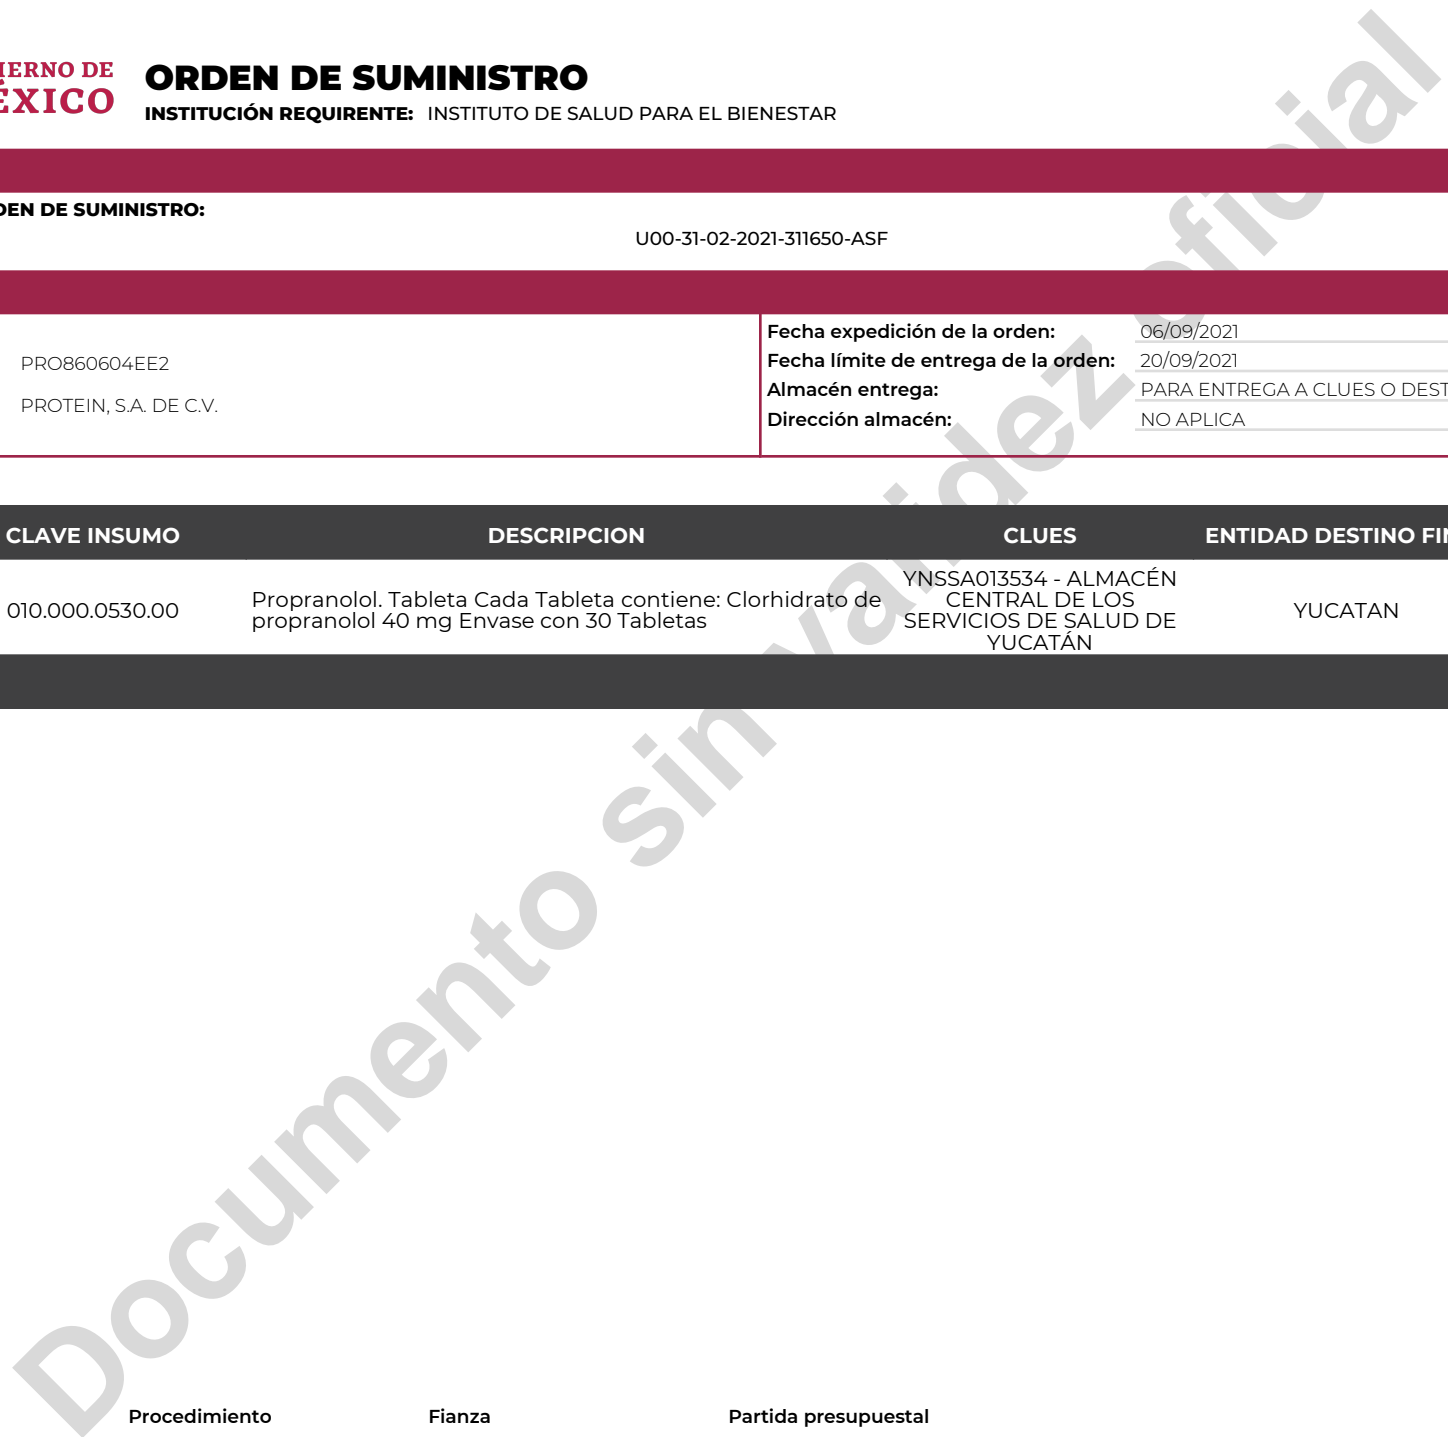 IERNO DE
ÉXICO
ORDEN DE SUMINISTRO
INSTITUCIÓN REQUIRENTE: INSTITUTO DE SALUD PARA EL BIENESTAR
DEN DE SUMINISTRO:
U00-31-02-2021-311650-ASF
PRO860604EE2
PROTEIN, S.A. DE C.V.
Fecha expedición de la orden: 06/09/2021
Fecha límite de entrega de la orden: 20/09/2021
Almacén entrega: PARA ENTREGA A CLUES O DEST
Dirección almacén: NO APLICA
CLAVE INSUMO DESCRIPCION CLUES ENTIDAD DESTINO FIN
010.000.0530.00
Propranolol. Tableta Cada Tableta contiene: Clorhidrato de
propranolol 40 mg Envase con 30 Tabletas
YNSSA013534 - ALMACÉN
CENTRAL DE LOS
SERVICIOS DE SALUD DE
YUCATÁN
YUCATAN
Documento sin validez oficial
Procedimiento Fianza Partida presupuestal